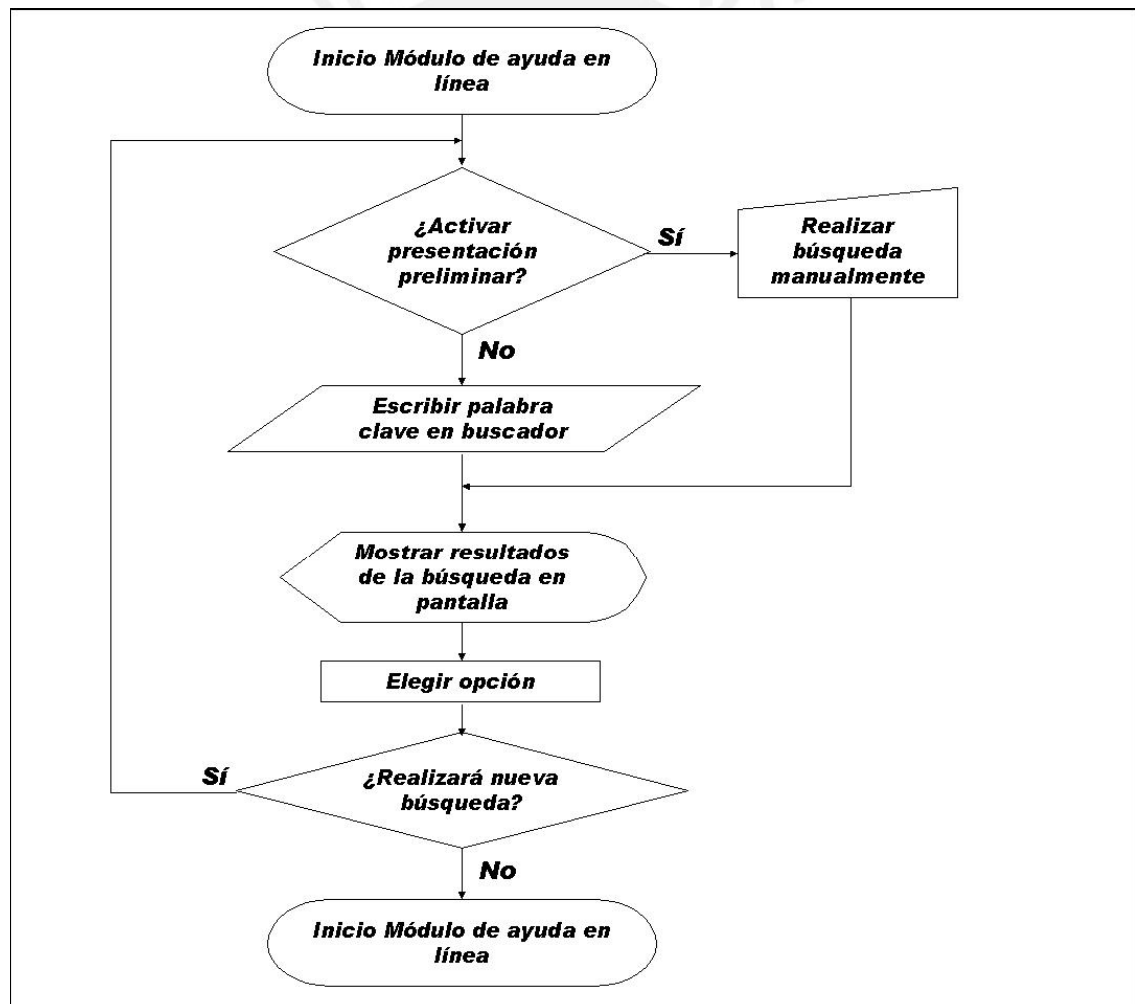 Inicio Módulo de ayuda en
línea
¿Activar
presentación
preliminar?
Sí
Realizar
búsqueda
manualmente
No
Escribir palabra
clave en buscador
Mostrar resultados
de la búsqueda en
pantalla
Elegir opción
Sí
¿Realizará nueva
búsqueda?
No
Inicio Módulo de ayuda en
línea